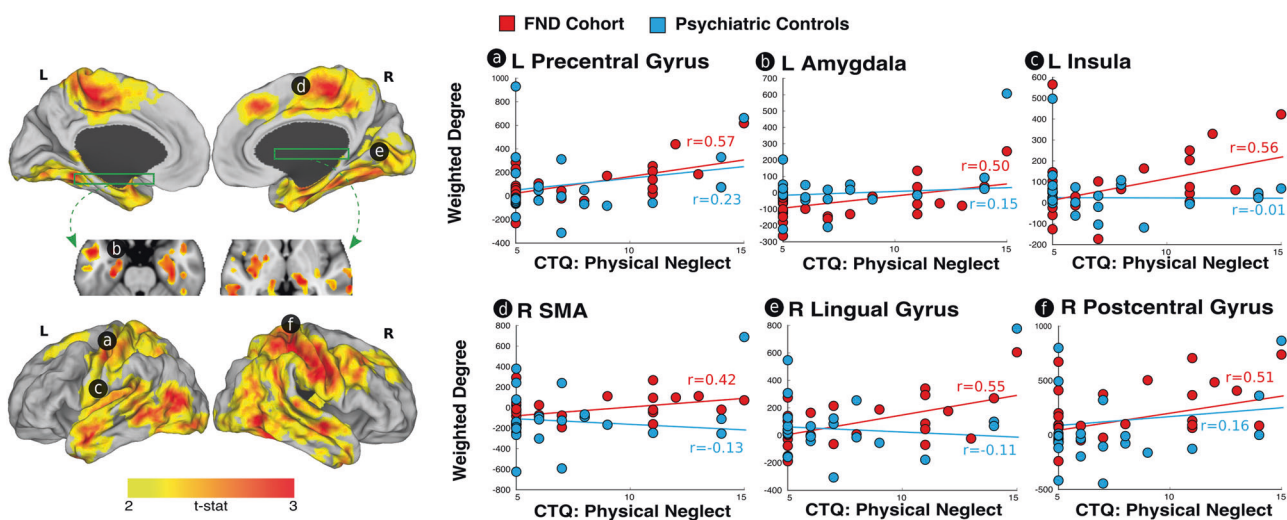 FND Cohort Psychiatric Controls
L
R
d
e
b
L
R
f
a
c
2 t-stat 3
a L Precentral Gyrus
Weighted Degree
1000
800
600
400
200
0
-200
-400
r=0.57
r=0.23
5 10 15
CTQ: Physical Neglect
b L Amygdala
700
600
500
400
300
200
100
0
-100
-200
-300
r=0.50
r=0.15
5 10 15
CTQ: Physical Neglect
c L Insula
600
500
400
300
200
100
0
-100
-200
r=0.56
r=-0.01
5 10 15
CTQ: Physical Neglect
d R SMA
Weighted Degree
800
600
400
200
0
-200
-400
-600
-800
r=0.42
r=-0.13
5 10 15
CTQ: Physical Neglect
e R Lingual Gyrus
800
600
400
200
0
-200
-400
r=0.55
r=-0.11
5 10 15
CTQ: Physical Neglect
f R Postcentral Gyrus
1000
500
0
-500
r=0.51
r=0.16
5 10 15
CTQ: Physical Neglect